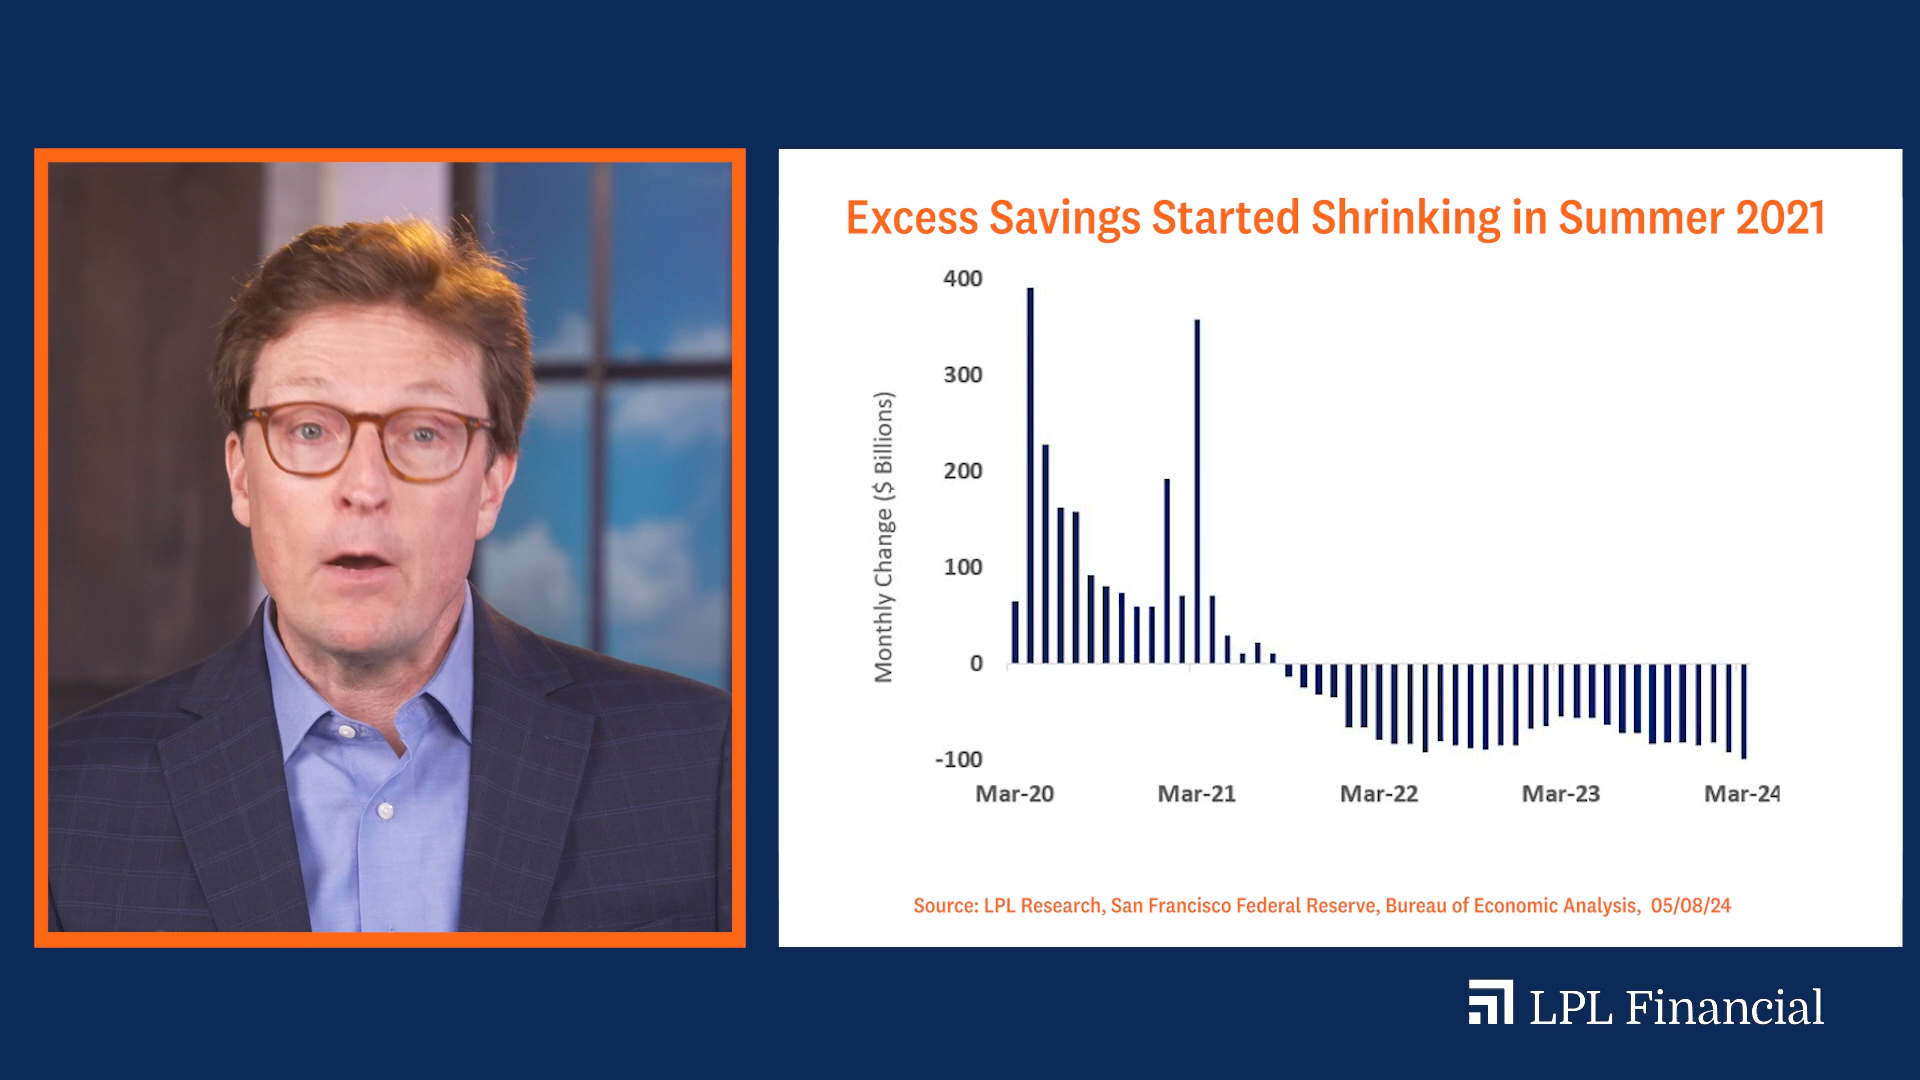 Excess Savings Started Shrinking in Summer 2021
400
300
200
100
0
-100
Monthly Change ($ Billions)
Mar-20 Mar-21 Mar-22 Mar-23 Mar-24
Source: LPL Research, San Francisco Federal Reserve, Bureau of Economic Analysis, 05/08/24
LPL Financial